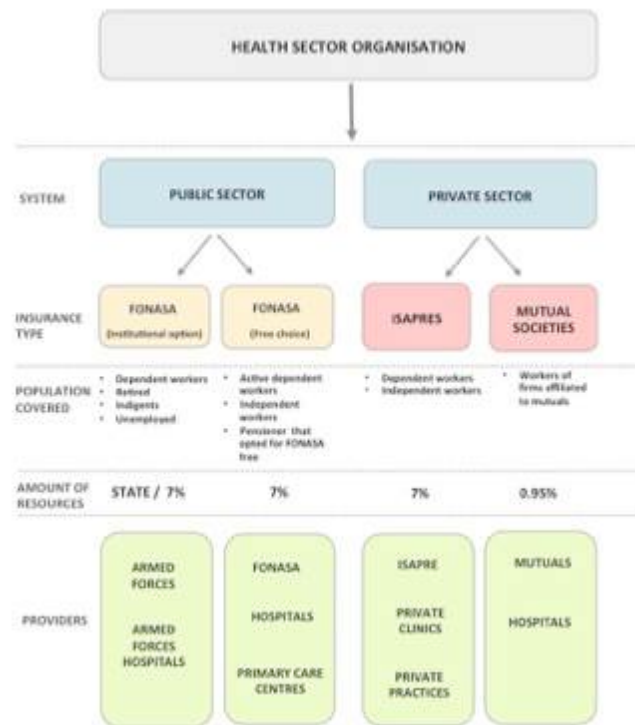 HEALTH SECTOR ORGANISATION
SYSTEM
PUBLIC SECTOR
PRIVATE SECTOR
INSURANCE
TYPE
FONASA
(Institutional option)
FONASA
(Free choice)
ISAPRES
MUTUAL
SOCIETIES
POPULATION
COVERED
• Dependent workers
• Retired
• Indigents
• Unemployed
• Active dependent
workers
• Independent
workers
• Pensioner that
opted for FONASA
free
• Dependent workers
• Independent workers
• Workers of
firms affiliated
to mutuals
AMOUNT OF
RESOURCES
STATE / 7%
7%
7%
0.95%
PROVIDERS
ARMED
FORCES
ARMED
FORCES
HOSPITALS
FONASA
HOSPITALS
PRIMARY CARE
CENTRES
ISAPRE
PRIVATE
CLINICS
PRIVATE
PRACTICES
MUTUALS
HOSPITALS